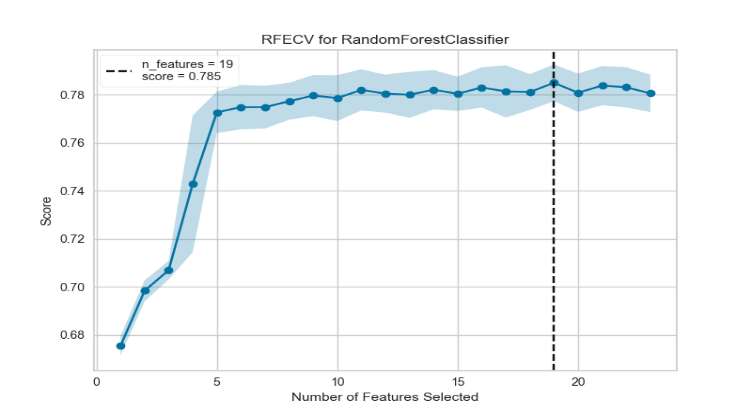 RFECV for RandomForestClassifier
n_features = 19
score = 0.785
0.78
0.76
0.74
0.72
0.70
0.68
Score
0 5 10 15 20
Number of Features Selected